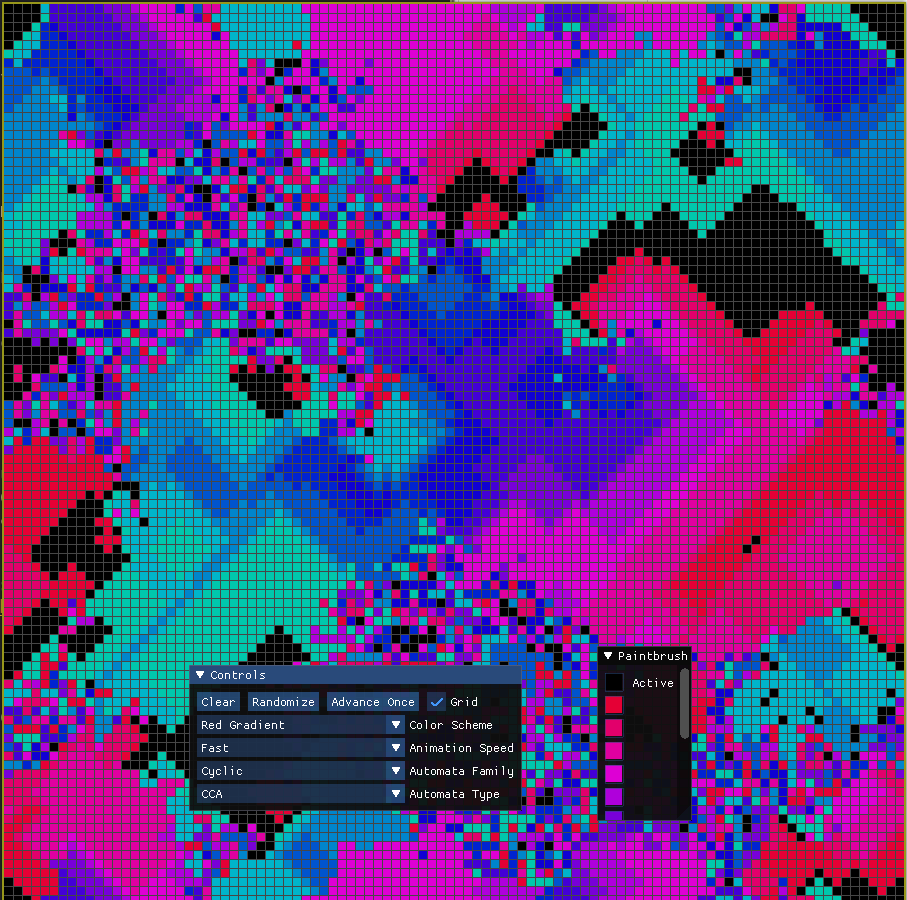 Paintbrush
Active
Controls
Clear Randomize Advance Once Grid
Red Gradient Color Scheme
Fast Animation Speed
Cyclic Automata Family
CCA Automata Type